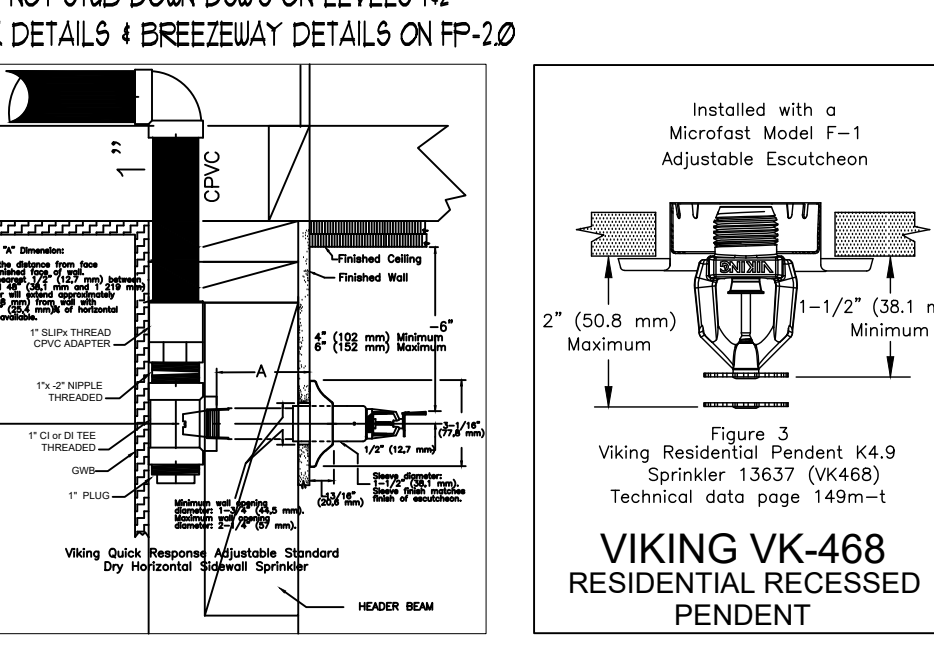 NOT STUB DOWN DOW'S ON LEVELS 1&2
DETAILS & BREEZEWAY DETAILS ON FP-2.0
1"
CPVC
"A" Dimension:
the distance from face
finished face of wall.
nearest 1/2" (12,7 mm) between
46" (38,1 mm and 1 219 mm)
er will extend approximately
mm) from wall with
(25,4 mm)% of horizontal
available.
1" SLIPx THREAD
CPVC ADAPTER
1"x -2" NIPPLE
THREADED
1" CI or DI TEE
THREADED
GWB
1" PLUG
Finished Ceiling
Finished Wall
-6"
4" (102 mm) Minimum
6" (152 mm) Maximum
A
3-1/16"
(77,8 mm)
1/2" (12,7 mm)
Sleeve diameter:
1-1/2" (38,1 mm).
Sleeve finish matches
finish of escutcheon.
13/16"
(20,6 mm)
Minimum wall opening
diameter: 1-3/4" (44,5 mm).
Maximum wall opening
diameter: 2-1/4" (57 mm).
Viking Quick Response Adjustable Standard
Dry Horizontal Sidewall Sprinkler
HEADER BEAM
Installed with a
Microfast Model F-1
Adjustable Escutcheon
VIKING
2" (50.8 mm)
Maximum
1-1/2" (38.1 m
Minimum
Figure 3
Viking Residential Pendent K4.9
Sprinkler 13637 (VK468)
Technical data page 149m-t
VIKING VK-468
RESIDENTIAL RECESSED
PENDENT